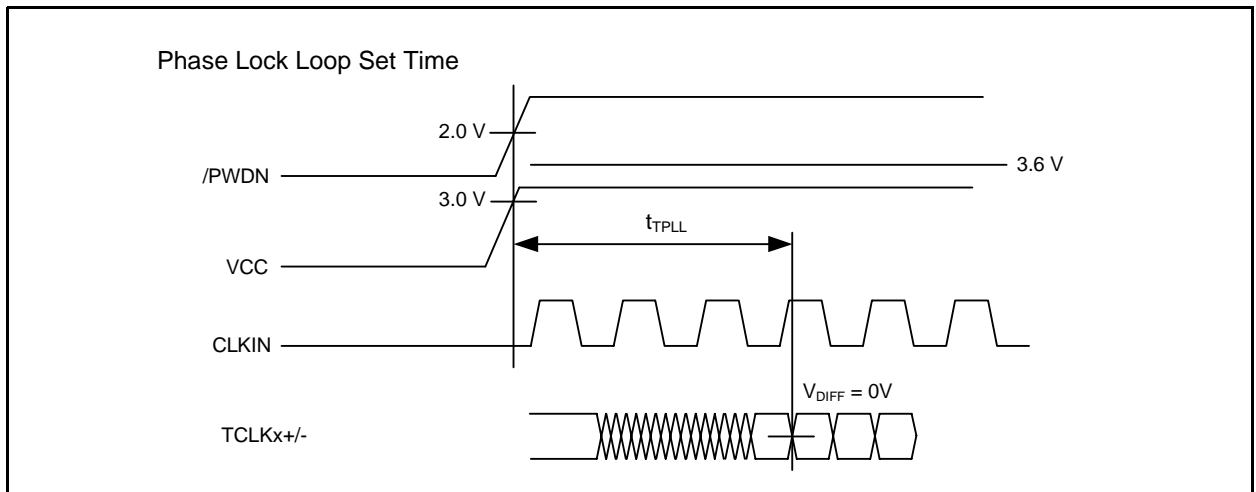 Phase Lock Loop Set Time
2.0 V
/PWDN
3.6 V
3.0 V
tTPLL
VCC
CLKIN
VDIFF = 0V
TCLKx+/-